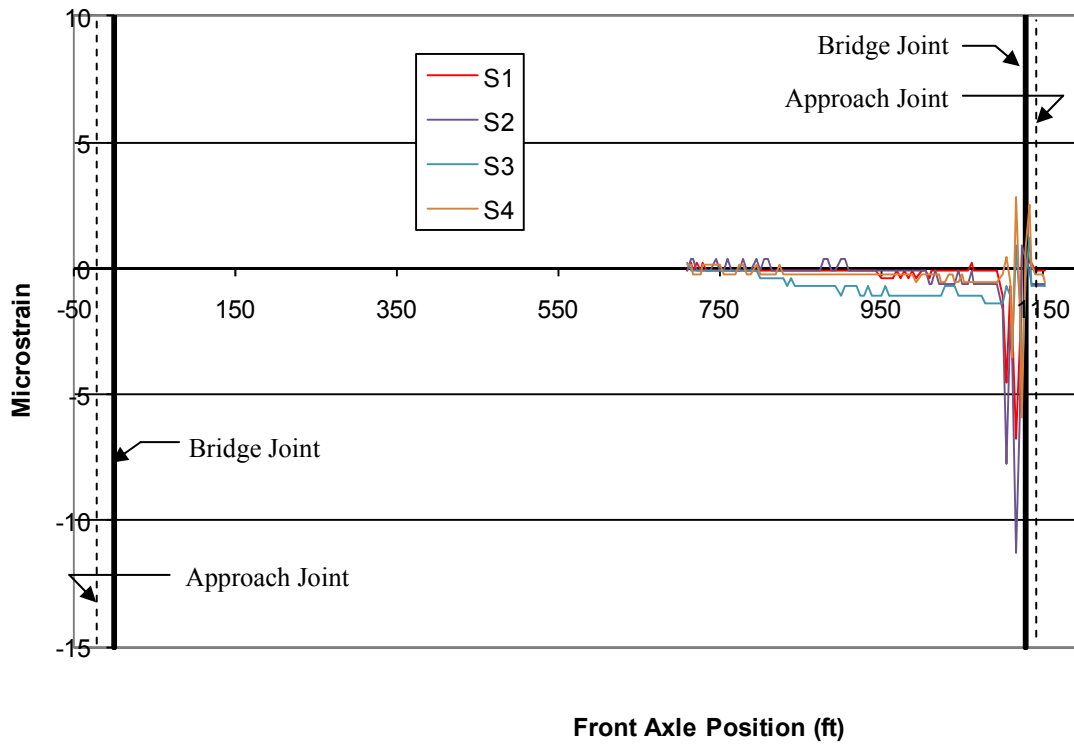 10
5
0
-5
-10
-15
-50
150
350
550
750
950
1150
Microstrain
Front Axle Position (ft)
S1
S2
S3
S4
Bridge Joint
Approach Joint
Bridge Joint
Approach Joint